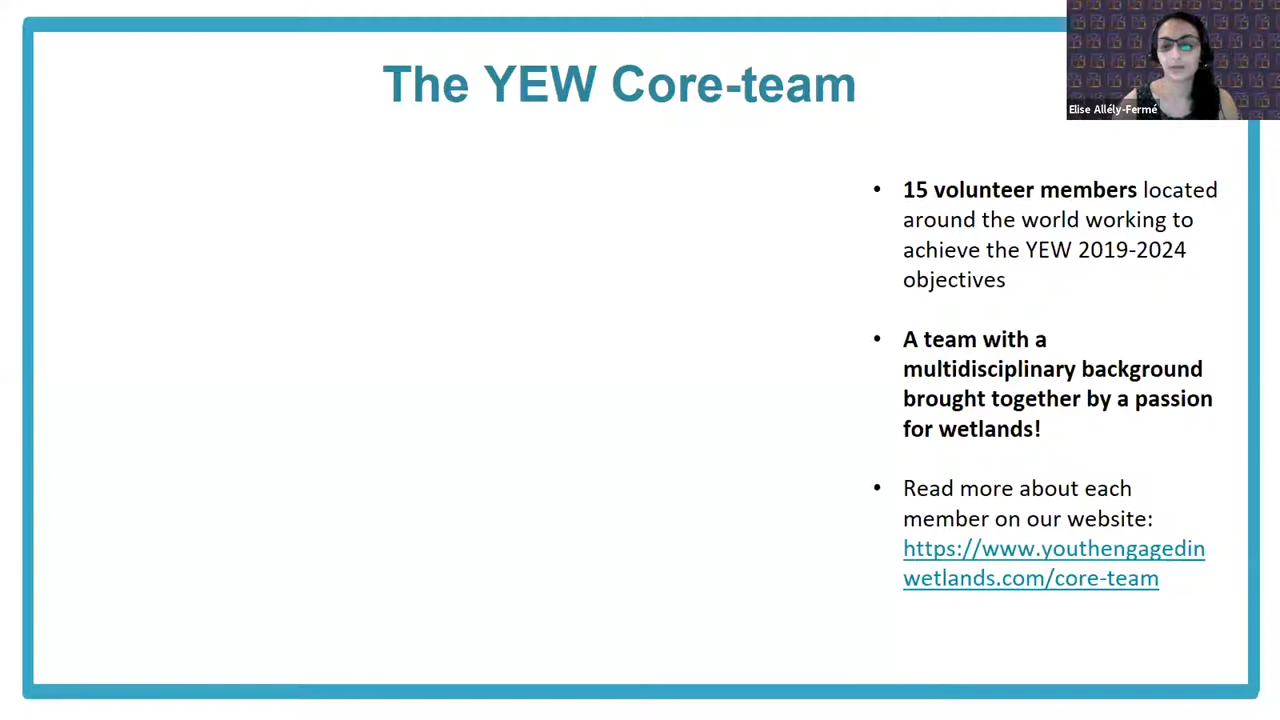 The YEW Core-team
Elise Allély-Fermé
• 15 volunteer members located
around the world working to
achieve the YEW 2019-2024
objectives
• A team with a
multidisciplinary background
brought together by a passion
for wetlands!
• Read more about each
member on our website:
https://www.youthengagedin
wetlands.com/core-team